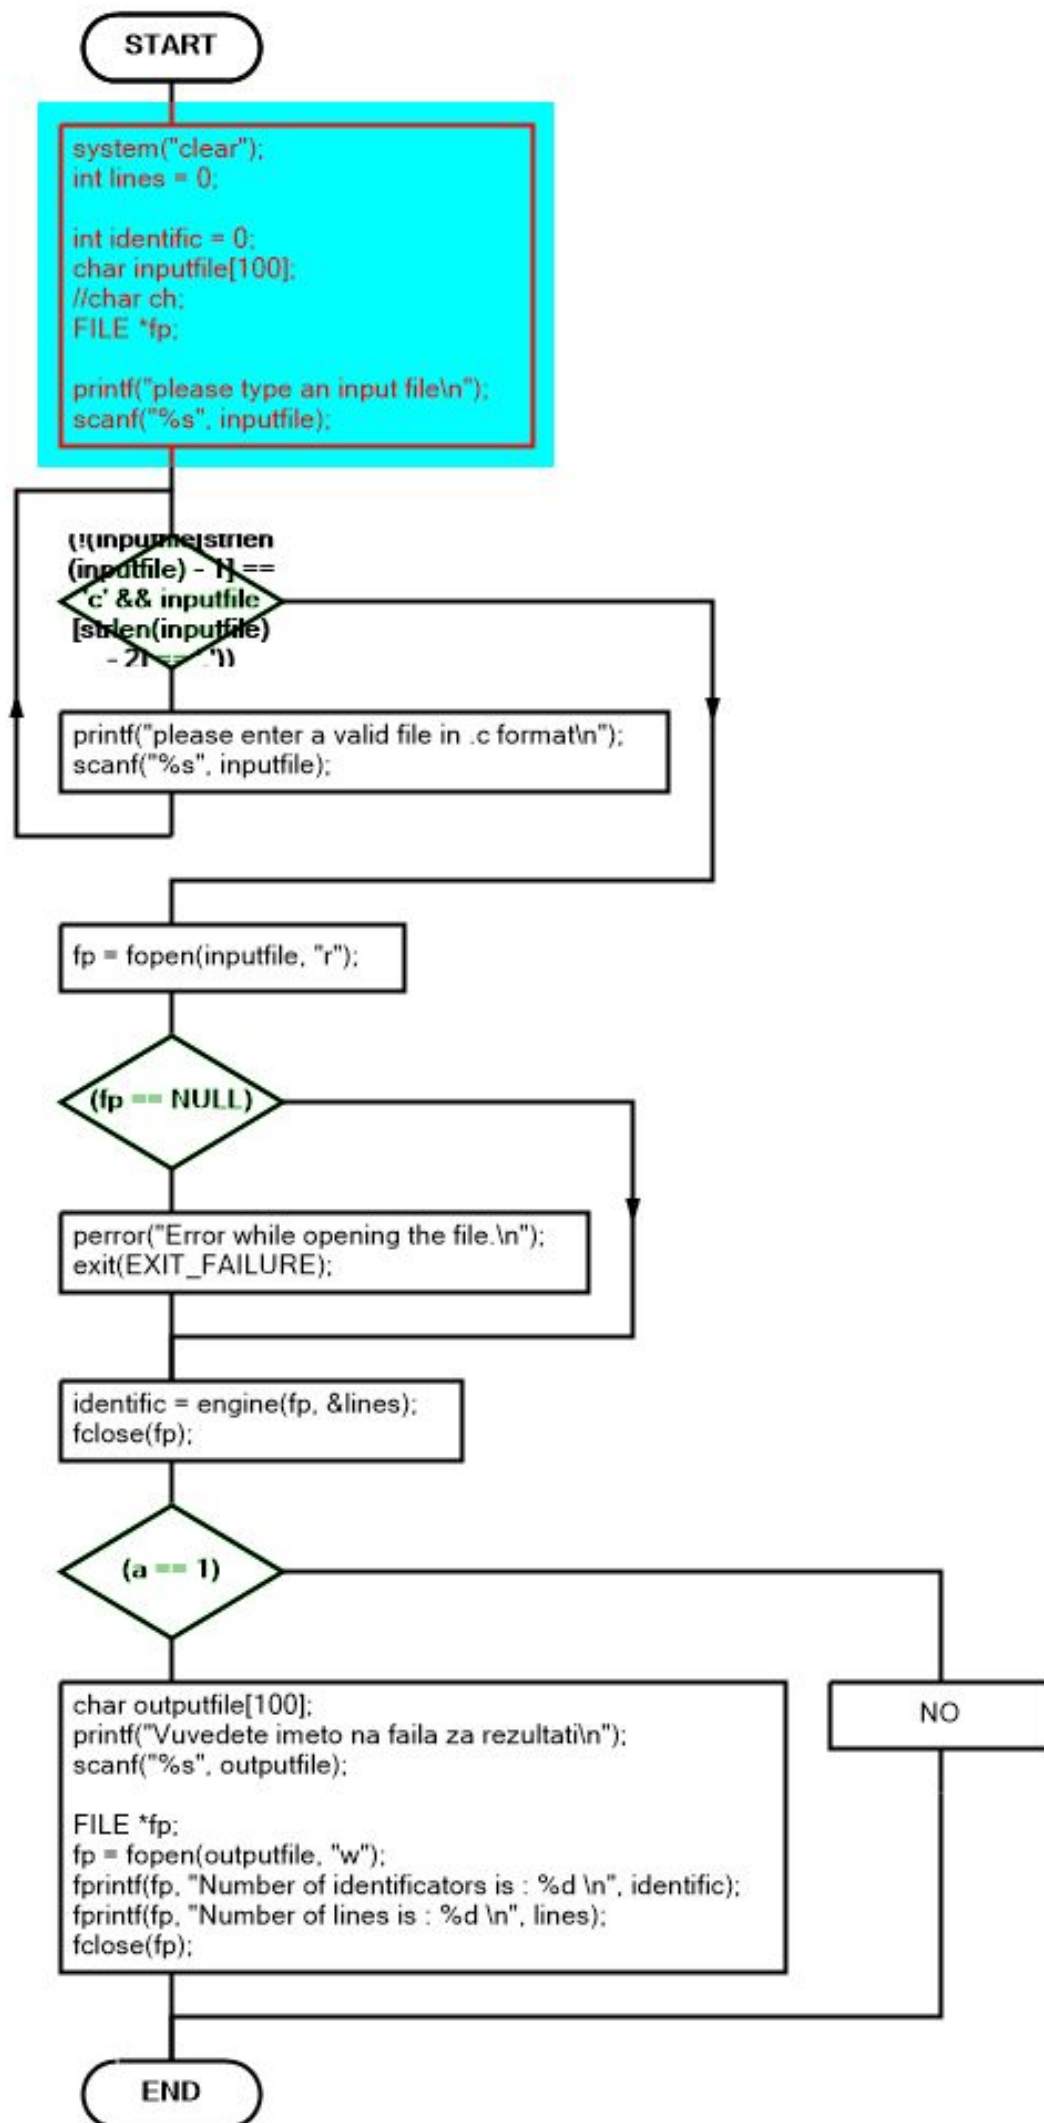 START
system("clear");
int lines = 0;
int identific = 0;
char inputfile[100];
//char ch;
FILE *fp;
printf("please type an input file\n");
scanf("%s", inputfile);
(!(inputfile[strlen
(inputfile) - 1] ==
'c' && inputfile
[strlen(inputfile)
- 2] == '.'))
printf("please enter a valid file in .c format\n");
scanf("%s", inputfile);
fp = fopen(inputfile, "r");
(fp == NULL)
perror("Error while opening the file.\n");
exit(EXIT_FAILURE);
identific = engine(fp, &lines);
fclose(fp);
(a == 1)
char outputfile[100];
printf("Vuvedete imeto na faila za rezultati\n");
scanf("%s", outputfile);
FILE *fp;
fp = fopen(outputfile, "w");
fprintf(fp, "Number of identificators is : %d \n", identific);
fprintf(fp, "Number of lines is : %d \n", lines);
fclose(fp);
NO
END